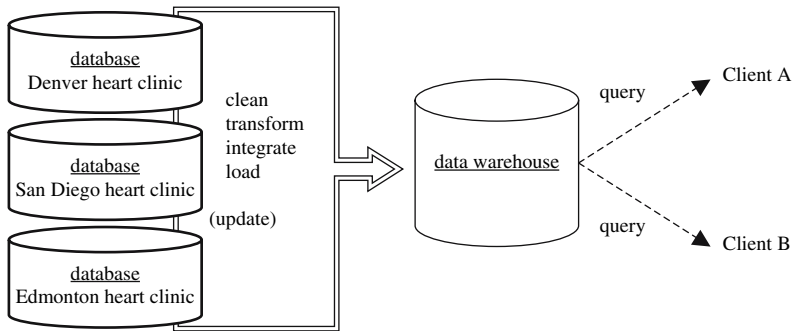 database
Denver heart clinic
database
San Diego heart clinic
database
Edmonton heart clinic
clean
transform
integrate
load
(update)
data warehouse
query
Client A
query
Client B